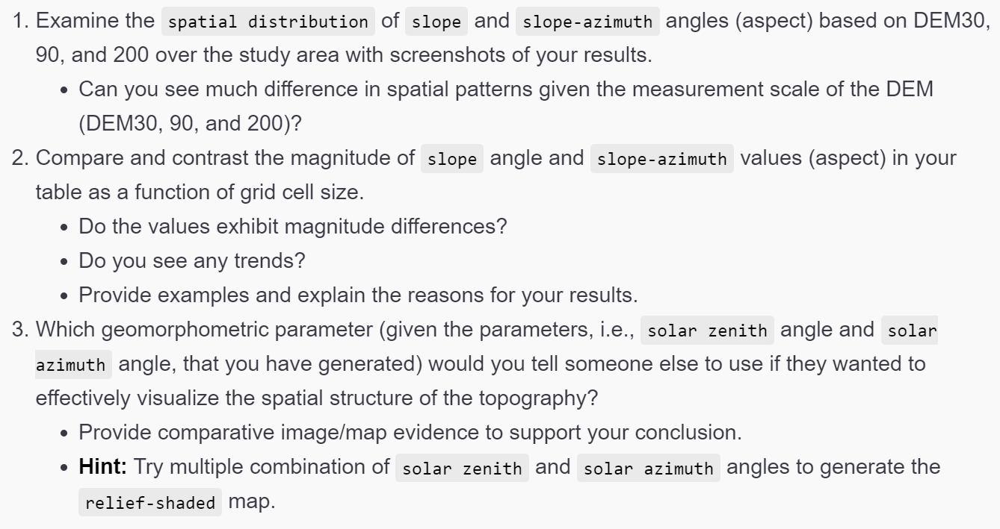 1. Examine the spatial distribution of slope and slope-azimuth angles (aspect) based on DEM30,
90, and 200 over the study area with screenshots of your results.
• Can you see much difference in spatial patterns given the measurement scale of the DEM
(DEM30, 90, and 200)?
2. Compare and contrast the magnitude of slope angle and slope-azimuth values (aspect) in your
table as a function of grid cell size.
• Do the values exhibit magnitude differences?
• Do you see any trends?
• Provide examples and explain the reasons for your results.
3. Which geomorphometric parameter (given the parameters, i.e., solar zenith angle and solar
azimuth angle, that you have generated) would you tell someone else to use if they wanted to
effectively visualize the spatial structure of the topography?
• Provide comparative image/map evidence to support your conclusion.
• Hint: Try multiple combination of solar zenith and solar azimuth angles to generate the
relief-shaded map.